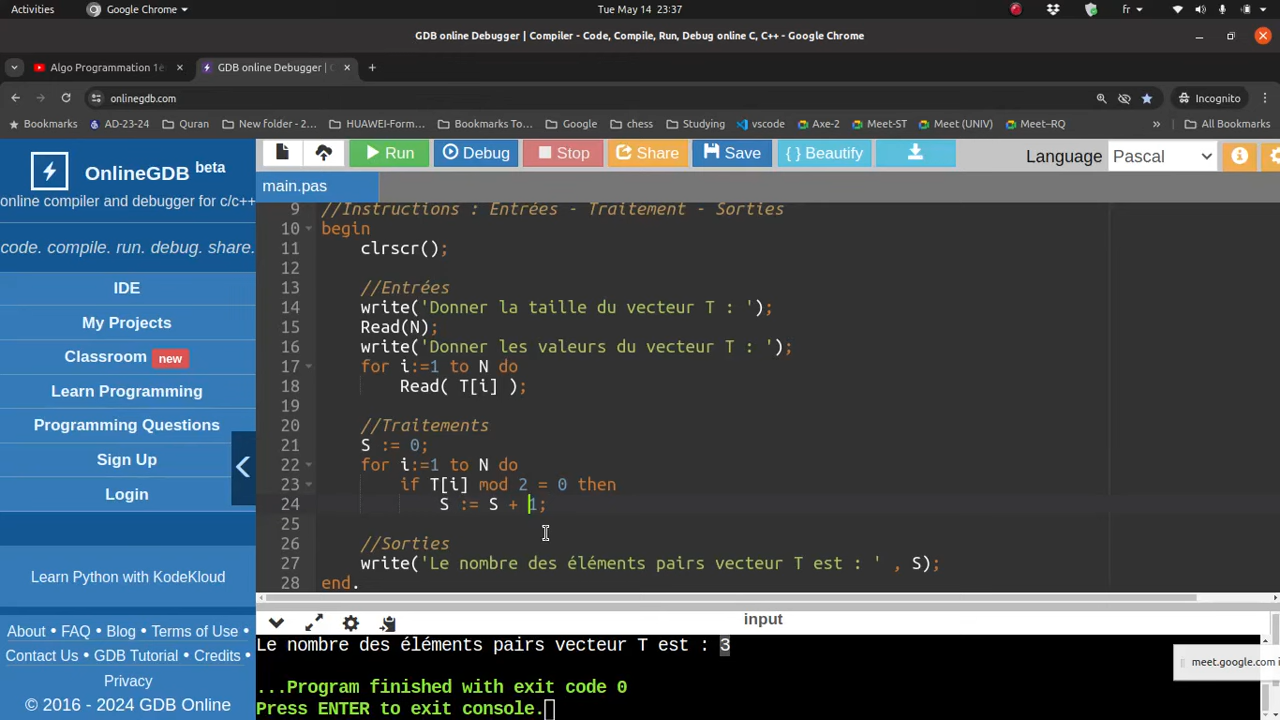 Activities Google Chrome Tue May 14 23:37 fr
GDB online Debugger | Compiler - Code, Compile, Run, Debug online C, C++ - Google Chrome
Algo Programation 1è GDB online Debugger | C
onlinegdb.com Incognito
Bookmarks AD-23-24 Quran New folder - 2... HUAWEI-Form... Bookmarks To... Google chess Studying vscode Axe-2 Meet-ST Meet (UNIV) Meet–RQ » All Bookmarks
OnlineGDB beta
online compiler and debugger for c/c++
code. compile. run. debug. share.
IDE
My Projects
Classroom new
Learn Programming
Programming Questions
Sign Up
Login
Learn Python with KodeKloud
About • FAQ • Blog • Terms of Use •
Contact Us • GDB Tutorial • Credits •
Privacy
© 2016 - 2024 GDB Online
Run Debug Stop Share Save { } Beautify Language Pascal
main.pas
9 //Instructions : Entrées - Traitement - Sorties
10 begin
11 clrscr();
12
13 //Entrées
14 write('Donner la taille du vecteur T : ');
15 Read(N);
16 write('Donner les valeurs du vecteur T : ');
17 for i:=1 to N do
18 Read( T[i] );
19
20 //Traitements
21 S := 0;
22 for i:=1 to N do
23 if T[i] mod 2 = 0 then
24 S := S + 1;
25
26 //Sorties
27 write('Le nombre des éléments pairs vecteur T est : ' , S);
28 end.
input
Le nombre des éléments pairs vecteur T est : 3
...Program finished with exit code 0
Press ENTER to exit console.
meet.google.com i